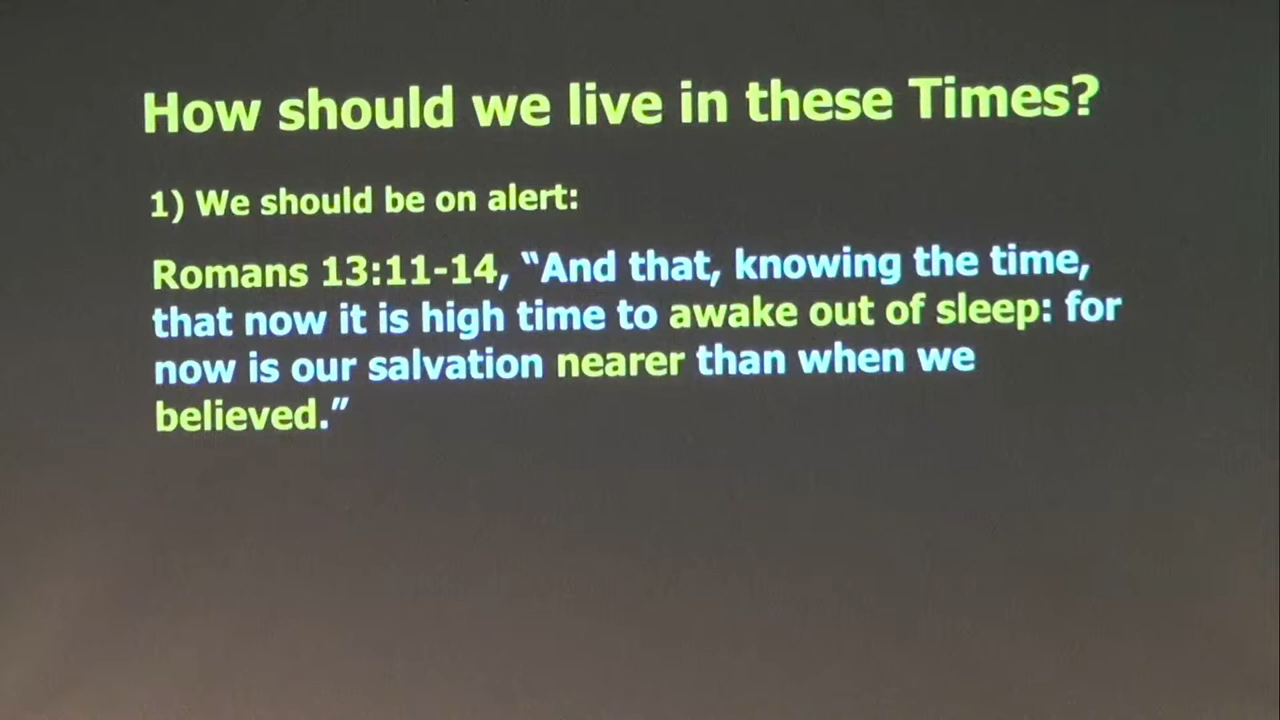 How should we live in these Times?
1) We should be on alert:
Romans 13:11-14, “And that, knowing the time,
that now it is high time to awake out of sleep: for
now is our salvation nearer than when we
believed.”